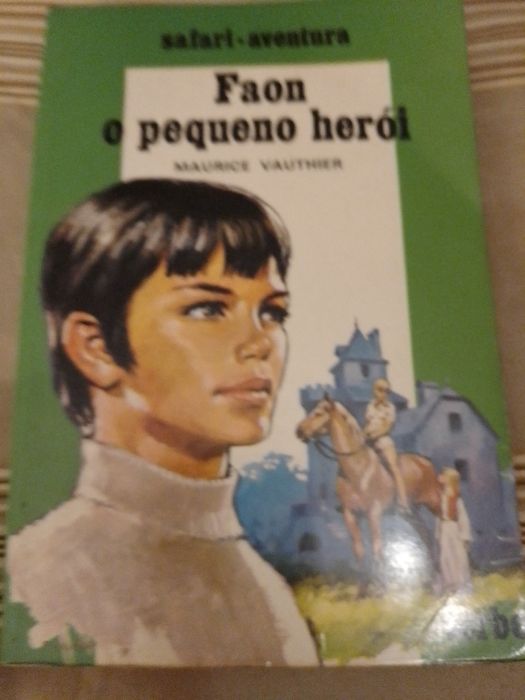 safari-aventura
Faon
o pequeno herói
MAURICE VAUTHIER